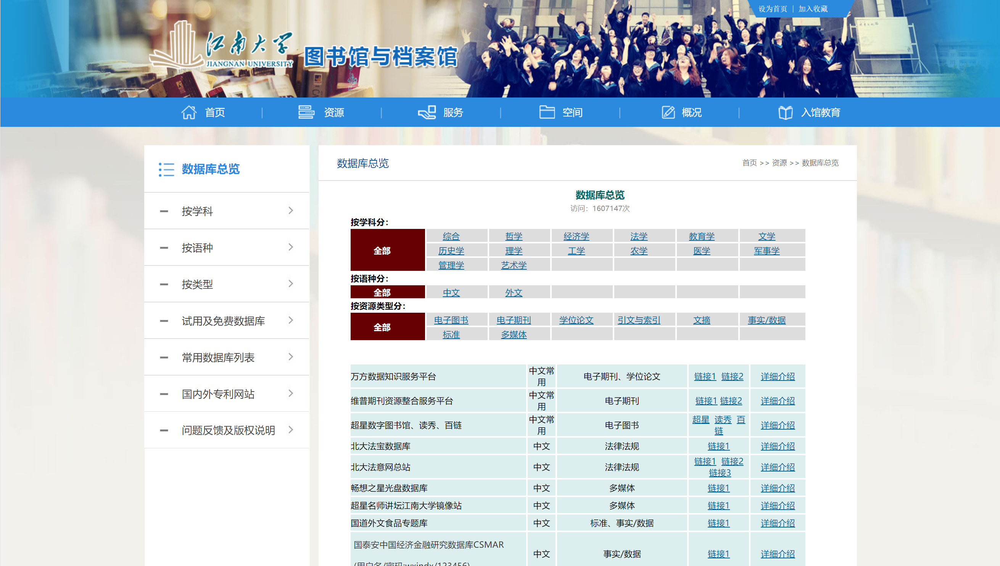 设为首页 | 加入收藏
江南大学
JIANGNAN UNIVERSITY
图书馆与档案馆
首页 资源 服务 空间 概况 入馆教育
数据库总览
按学科
按语种
按类型
试用及免费数据库
常用数据库列表
国内外专利网站
问题反馈及版权说明
数据库总览
首页 >> 资源 >> 数据库总览
数据库总览
访问：1607147次
按学科分：
全部
综合 哲学 经济学 法学 教育学 文学
历史学 理学 工学 农学 医学 军事学
管理学 艺术学
按语种分：
全部 中文 外文
按资源类型分：
全部
电子图书 电子期刊 学位论文 引文与索引 文摘 事实/数据
标准 多媒体
万方数据知识服务平台 中文常用 电子期刊、学位论文 链接1 链接2 详细介绍
维普期刊资源整合服务平台 中文常用 电子期刊 链接1 链接2 详细介绍
超星数字图书馆、读秀、百链 中文常用 电子图书 超星 读秀 百链 详细介绍
北大法宝数据库 中文 法律法规 链接1 详细介绍
北大法意网总站 中文 法律法规 链接1 链接2 链接3 详细介绍
畅想之星光盘数据库 中文 多媒体 链接1 详细介绍
超星名师讲坛江南大学镜像站 中文 多媒体 链接1 详细介绍
国道外文食品专题库 中文 标准、事实/数据 链接1 详细介绍
国泰安中国经济金融研究数据库CSMAR 中文 事实/数据 链接1 详细介绍
(用户名/密码:wxjndx/123456)